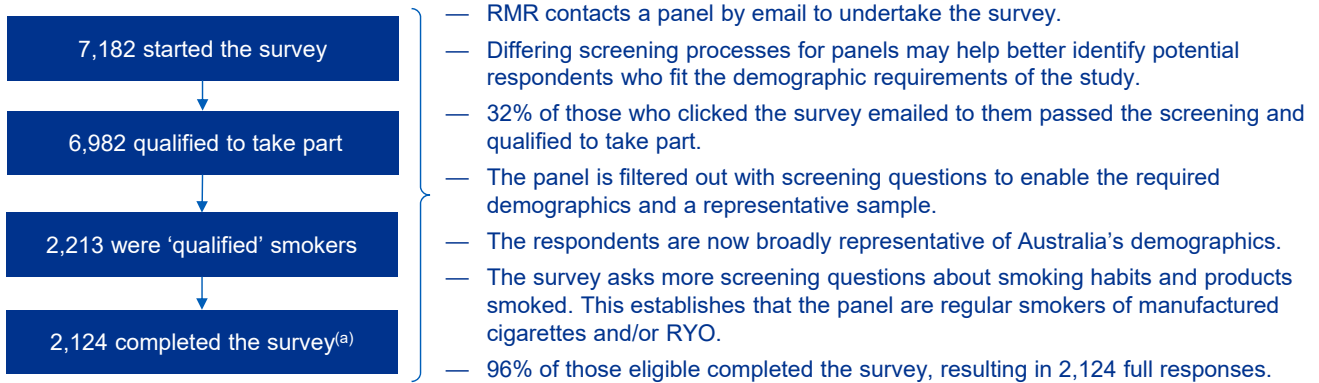 7,182 started the survey
6,982 qualified to take part
2,213 were ‘qualified’ smokers
2,124 completed the survey(a)
— RMR contacts a panel by email to undertake the survey.
— Differing screening processes for panels may help better identify potential
respondents who fit the demographic requirements of the study.
— 32% of those who clicked the survey emailed to them passed the screening and
qualified to take part.
— The panel is filtered out with screening questions to enable the required
demographics and a representative sample.
— The respondents are now broadly representative of Australia’s demographics.
— The survey asks more screening questions about smoking habits and products
smoked. This establishes that the panel are regular smokers of manufactured
cigarettes and/or RYO.
— 96% of those eligible completed the survey, resulting in 2,124 full responses.